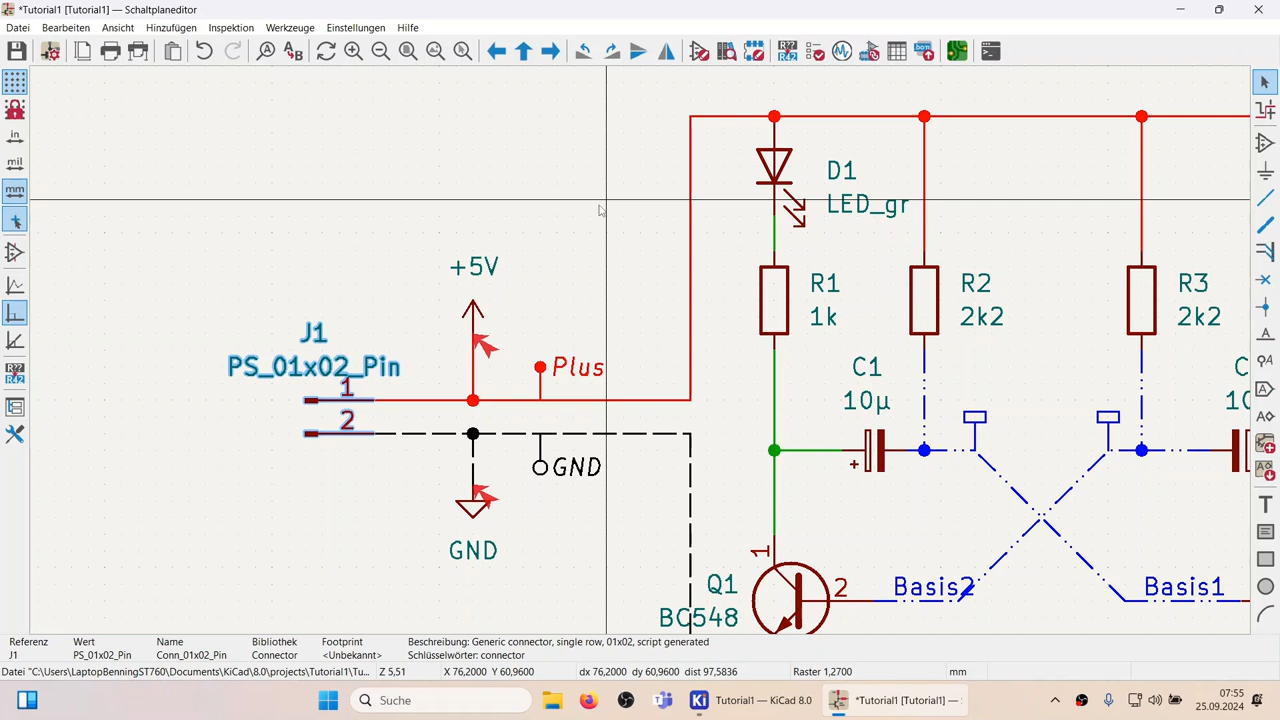 *Tutorial1 [Tutorial1] — Schaltplaneditor
Datei Bearbeiten Ansicht Hinzufügen Inspektion Werkzeuge Einstellungen Hilfe
in
mil
mm
R??
R42
D1
LED_gr
+5V
R1
1k
R2
2k2
R3
2k2
J1
PS_01x02_Pin
1
2
Plus
GND
GND
C1
10µ
+
1
Q1
BC548
2
Basis2
Basis1
Referenz Wert Name Bibliothek Footprint Beschreibung: Generic connector, single row, 01x02, script generated
J1 PS_01x02_Pin Conn_01x02_Pin Connector <Unbekannt> Schlüsselwörter: connector
Datei "C:\Users\LaptopBenningST760\Documents\KiCad\8.0\projects\Tutorial1\Tu... Z 5,51 X 76,2000 Y 60,9600 dx 76,2000 dy 60,9600 dist 97,5836 Raster 1,2700 mm
Suche
Tutorial1 — KiCad 8.0
*Tutorial1 [Tutorial1] —
07:55
25.09.2024